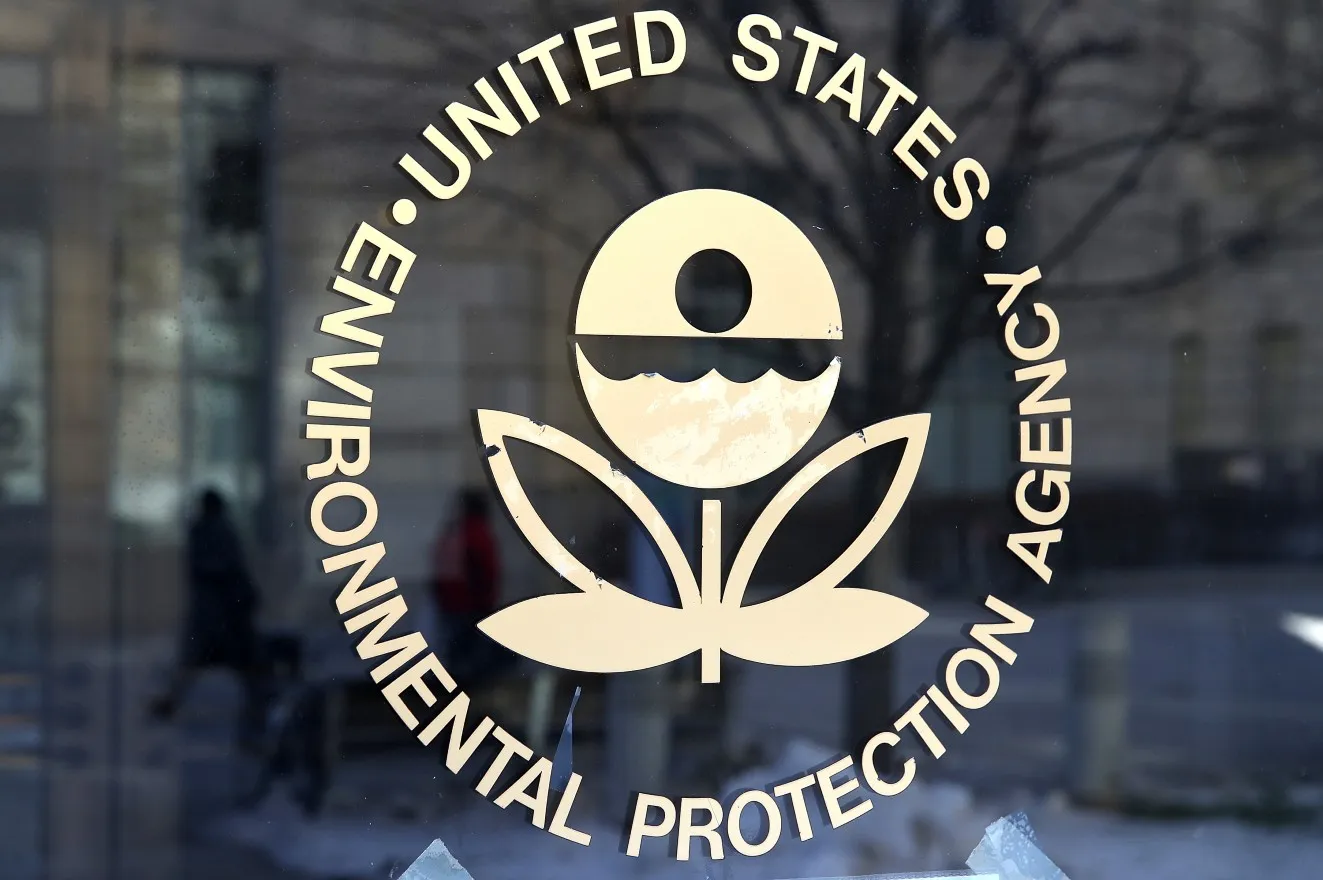 UNITED STATES
ENVIRONMENTAL PROTECTION AGENCY